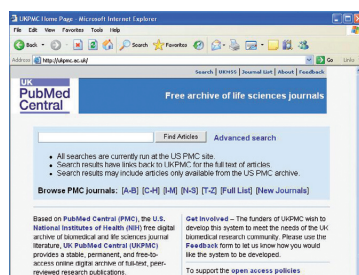 UKPMC Home Page - Microsoft Internet Explorer
File Edit View Favorites Tools Help
Back Search Favorites
Address http://ukpmc.ac.uk/ Go Links
Search | UKMSS | Journal List | About | Feedback
UK
PubMed
Central
Free archive of life sciences journals
Find Articles Advanced search
• All searches are currently run at the US PMC site.
• Search results have links back to UKPMC for the full text of articles.
• Search results may include articles only available from the US PMC archive.
Browse PMC journals: [A-B] [C-H] [I-M] [N-S] [T-Z] [Full List] [New Journals]
Based on PubMed Central (PMC), the U.S.
National Institutes of Health (NIH) free digital
archive of biomedical and life sciences journal
literature, UK PubMed Central (UKPMC)
provides a stable, permanent, and free-to-
access online digital archive of full-text, peer-
reviewed research publications.
Get Involved – The funders of UKPMC wish to
develop this system to meet the needs of the UK
biomedical research community. Please use the
Feedback form to let us know how you would
like the system to be developed.
To support the open access policies